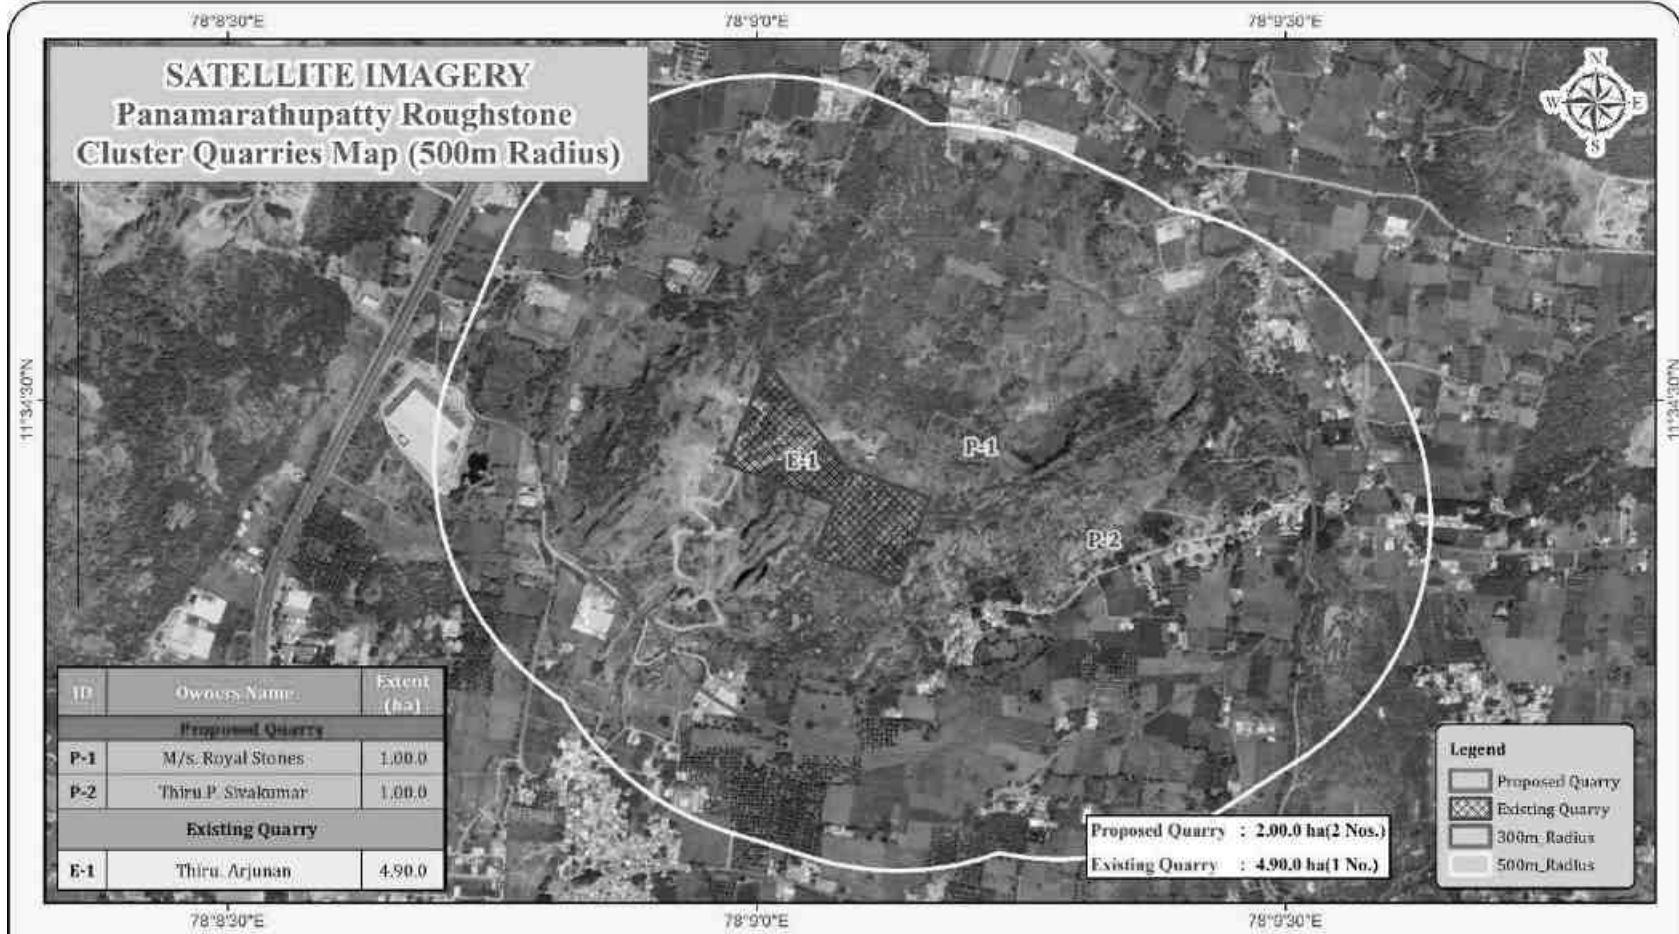 78°8'30"E 78°9'0"E 78°9'30"E
SATELLITE IMAGERY
Panamarathupatty Roughstone
Cluster Quarries Map (500m Radius)
N
W E
S
11°34'30"N 11°34'30"N
E-1
P-1
P-2
ID Owners Name Extent (ha)
Proposed Quarry
P-1 M/s. Royal Stones 1.00.0
P-2 Thiru.P. Sivakumar 1.00.0
Existing Quarry
E-1 Thiru. Arjunan 4.90.0
Proposed Quarry : 2.00.0 ha(2 Nos.)
Existing Quarry : 4.90.0 ha(1 No.)
Legend
Proposed Quarry
Existing Quarry
300m_Radius
500m_Radius
78°8'30"E 78°9'0"E 78°9'30"E